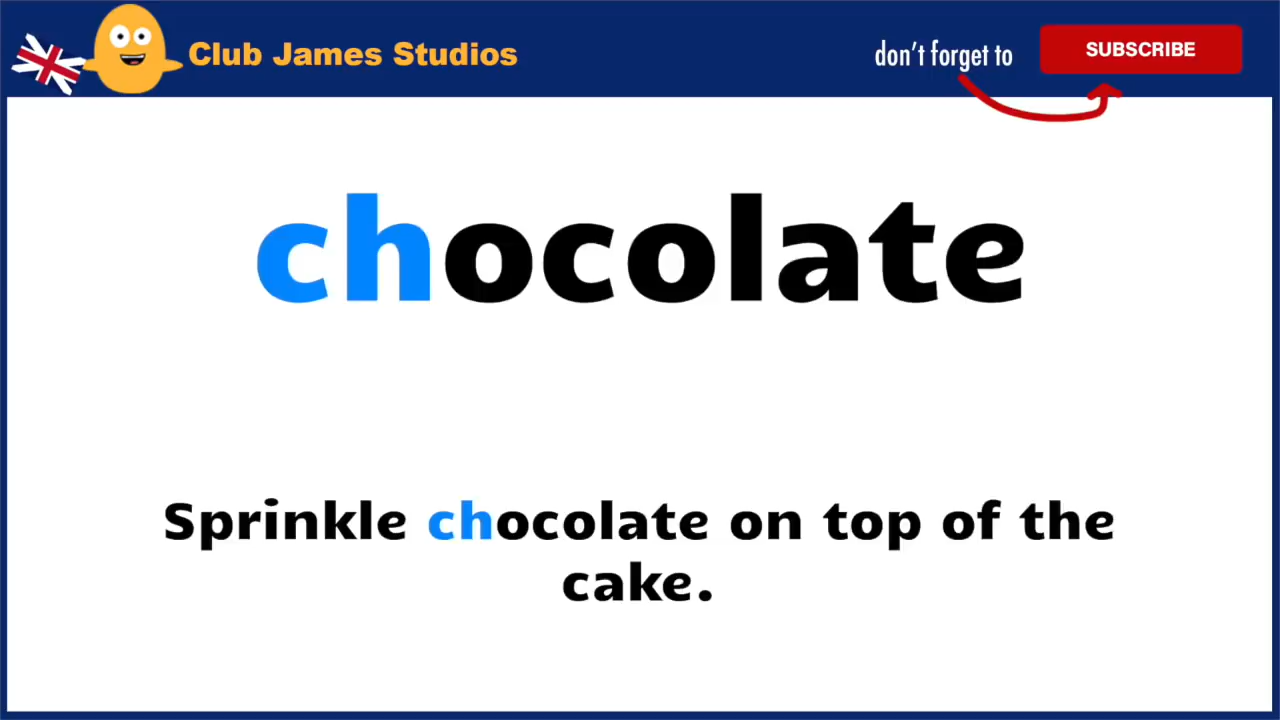 Club James Studios
don't forget to
SUBSCRIBE
chocolate
Sprinkle chocolate on top of the
cake.